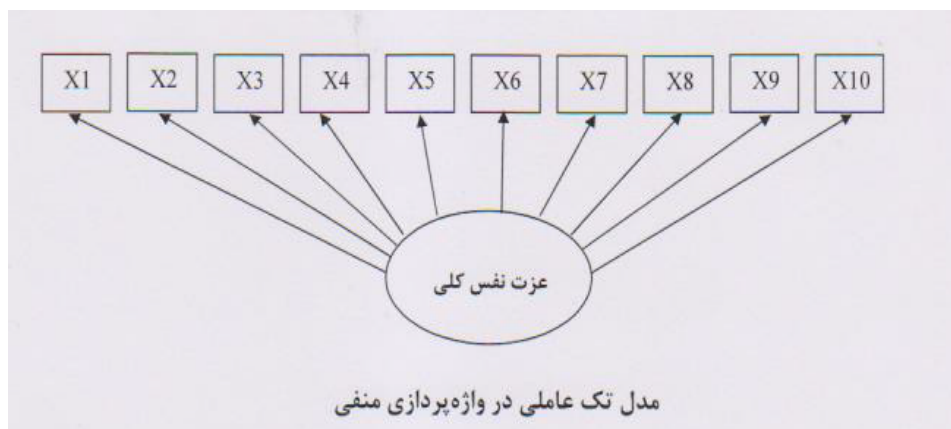 X1 X2 X3 X4 X5 X6 X7 X8 X9 X10
عزت نفس کلی
مدل تک عاملی در واژه‌پردازی منفی